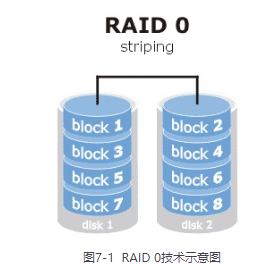 RAID 0
striping
block 1
block 2
block 3
block 4
block 5
block 6
block 7
block 8
disk 1
disk 2
图7-1 RAID 0技术示意图